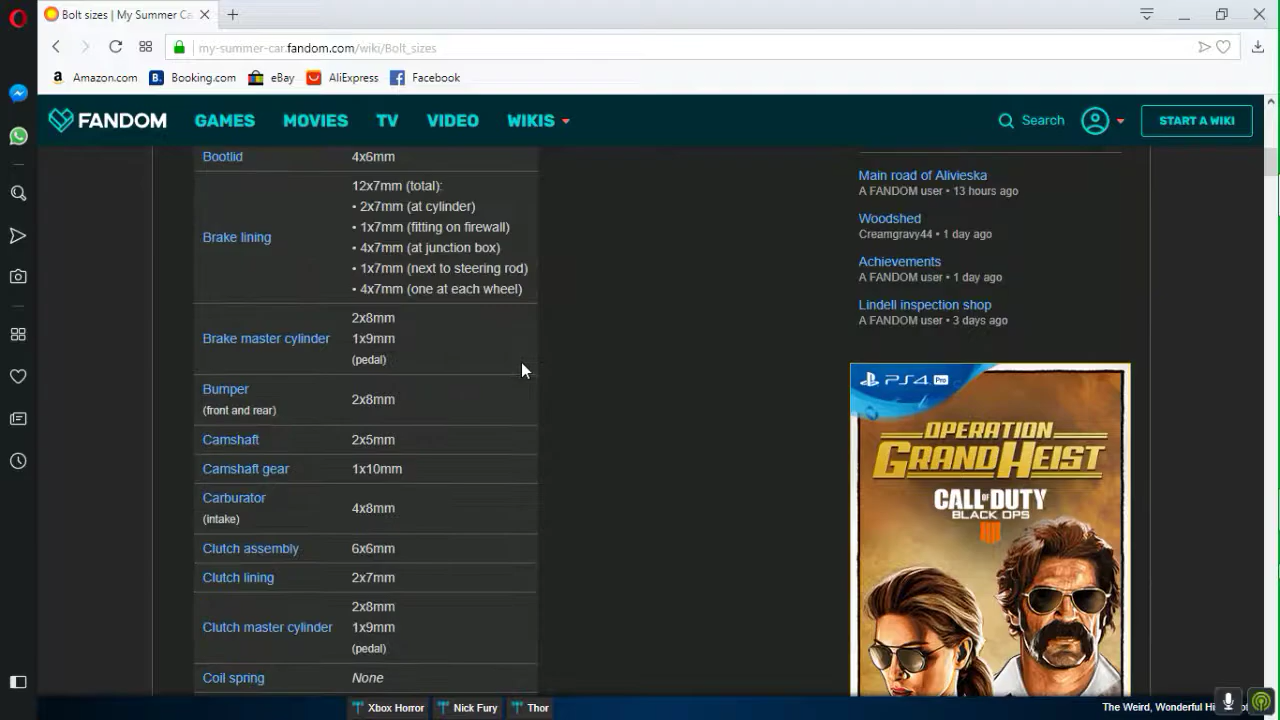 Bolt sizes | My Summer Ca
my-summer-car.fandom.com/wiki/Bolt_sizes
Amazon.com
Booking.com
eBay
AliExpress
Facebook
FANDOM
GAMES
MOVIES
TV
VIDEO
WIKIS
Search
START A WIKI
Bootlid 4x6mm
Brake lining
12x7mm (total):
• 2x7mm (at cylinder)
• 1x7mm (fitting on firewall)
• 4x7mm (at junction box)
• 1x7mm (next to steering rod)
• 4x7mm (one at each wheel)
Brake master cylinder
2x8mm
1x9mm
(pedal)
Bumper
(front and rear)
2x8mm
Camshaft 2x5mm
Camshaft gear 1x10mm
Carburator
(intake)
4x8mm
Clutch assembly 6x6mm
Clutch lining 2x7mm
Clutch master cylinder
2x8mm
1x9mm
(pedal)
Coil spring None
Main road of Alivieska
A FANDOM user • 13 hours ago
Woodshed
Creamgravy44 • 1 day ago
Achievements
A FANDOM user • 1 day ago
Lindell inspection shop
A FANDOM user • 3 days ago
PS4 Pro
OPERATION
GRAND HEIST
CALL OF DUTY
BLACK OPS
IIII
Xbox Horror
Nick Fury
Thor
The Weird, Wonderful Hi